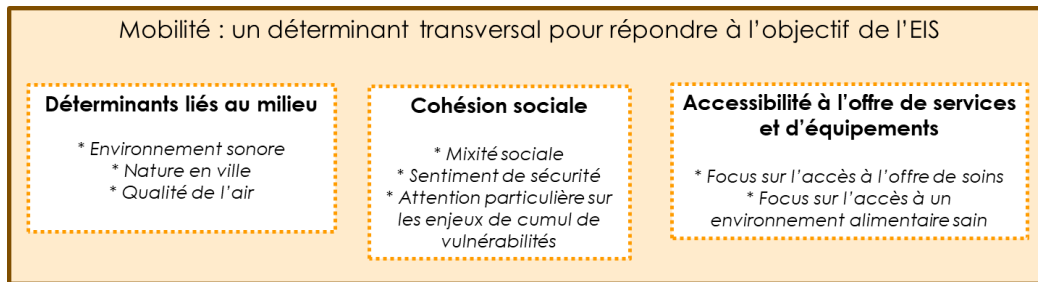 Mobilité : un déterminant transversal pour répondre à l'objectif de l'EIS
Déterminants liés au milieu
* Environnement sonore
* Nature en ville
* Qualité de l'air
Cohésion sociale
* Mixité sociale
* Sentiment de sécurité
* Attention particulière sur
les enjeux de cumul de
vulnérabilités
Accessibilité à l'offre de services
et d'équipements
* Focus sur l'accès à l'offre de soins
* Focus sur l'accès à un
environnement alimentaire sain